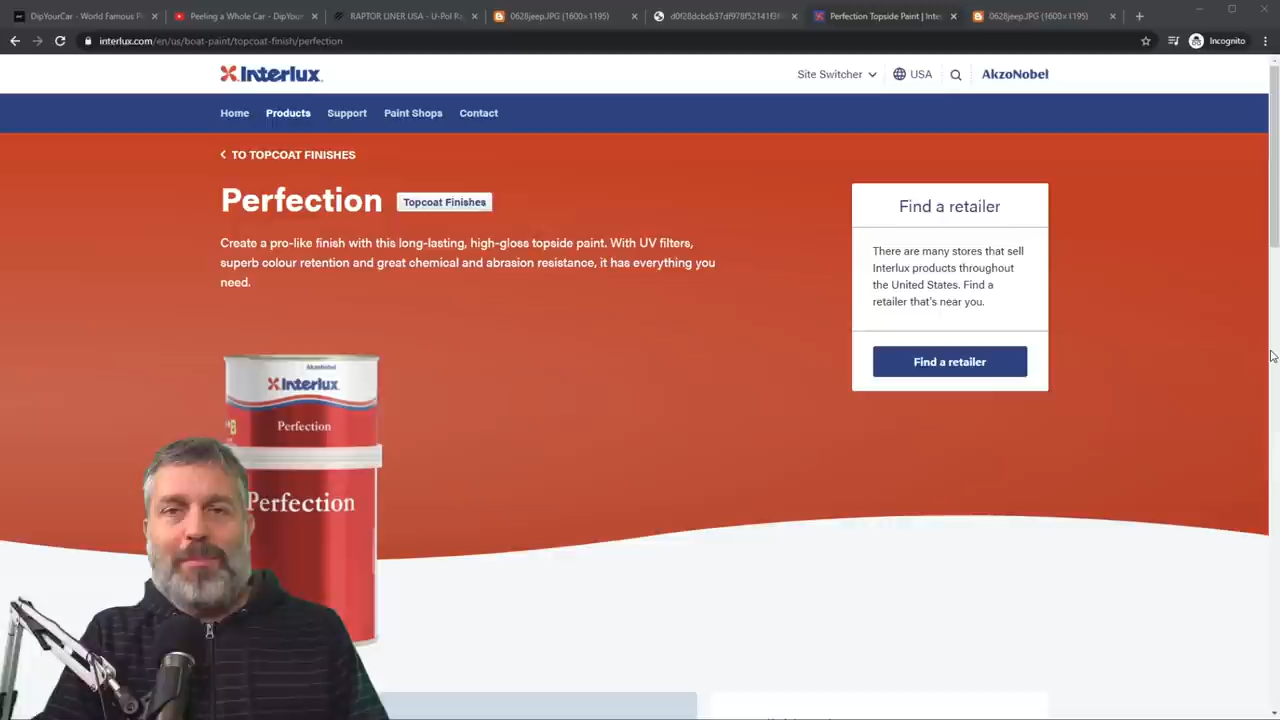 DipYourCar - World Famous P
Peeling a Whole Car - DipYour
RAPTOR LINER USA - U-Pol Ra
0628jeep.JPG (1600×1195)
d0f28dcbcb37df978f52141f3f
Perfection Topside Paint | Inte
0628jeep.JPG (1600×1195)
interlux.com/en/us/boat-paint/topcoat-finish/perfection
Incognito
Interlux
Site Switcher
USA
AkzoNobel
Home Products Support Paint Shops Contact
TO TOPCOAT FINISHES
Perfection
Topcoat Finishes
Create a pro-like finish with this long-lasting, high-gloss topside paint. With UV filters,
superb colour retention and great chemical and abrasion resistance, it has everything you
need.
Find a retailer
There are many stores that sell
Interlux products throughout
the United States. Find a
retailer that's near you.
Find a retailer
AkzoNobel
Interlux
Perfection
Perfection